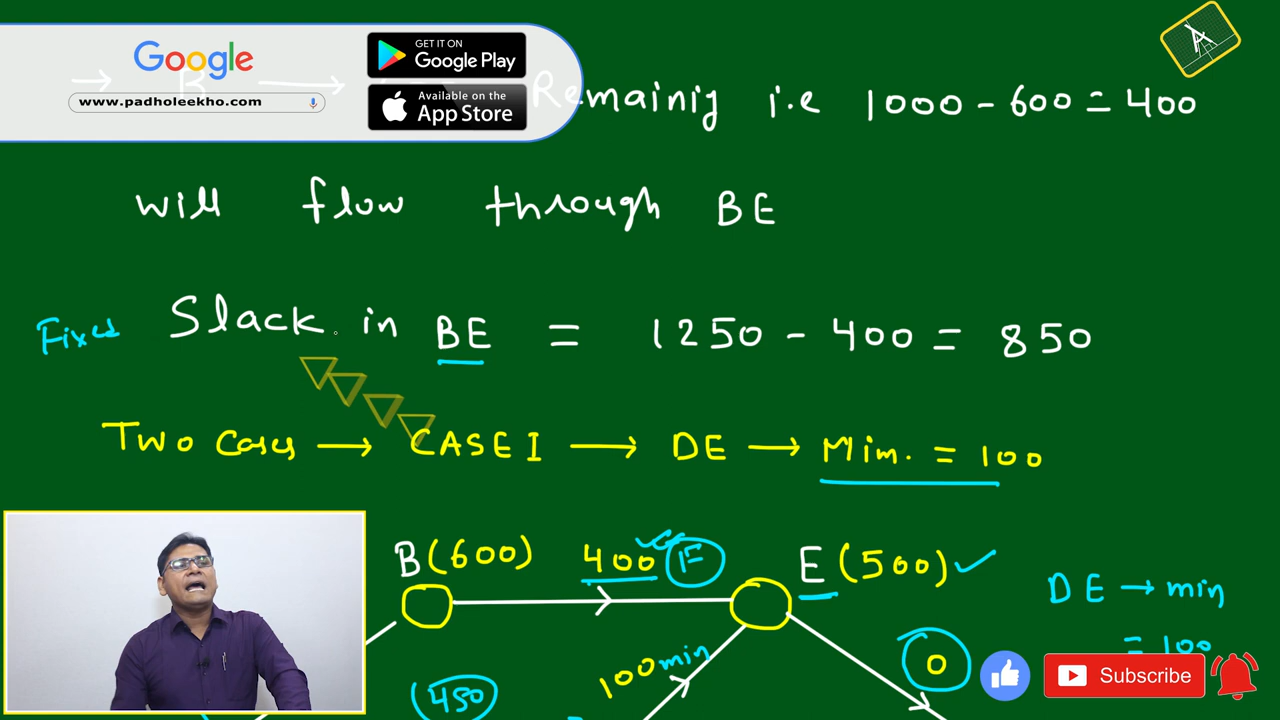 Google
www.padholeekho.com
GET IT ON
Google Play
Available on the
App Store
B
Remainig i.e 1000 - 600 = 400
will flow through BE
Fixed Slack in BE = 1250 - 400 = 850
Two Cases → CASE I → DE → Mim. = 100
B (600) 400 F E (500)
DE → min
= 100
100 min
0
450
Subscribe